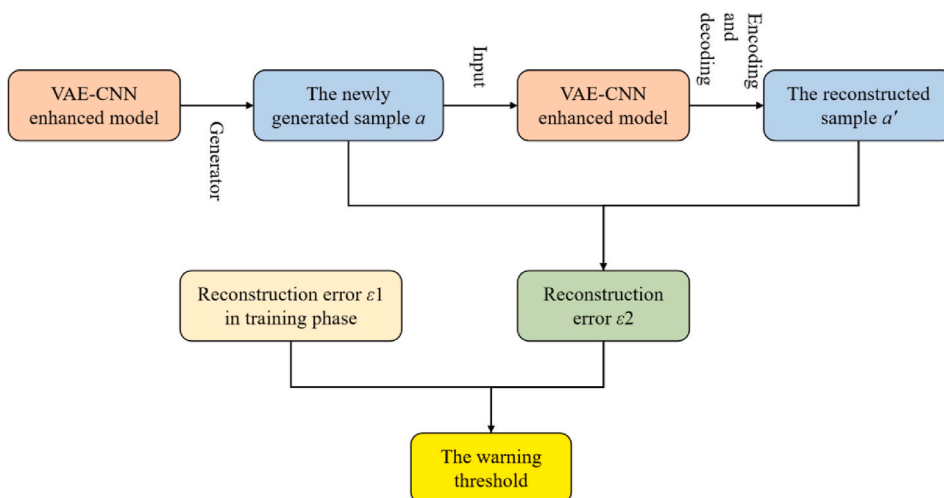 VAE-CNN
enhanced model
Generator
The newly
generated sample a
Input
VAE-CNN
enhanced model
Encoding
and
decoding
The reconstructed
sample a′
Reconstruction error ε1
in training phase
Reconstruction
error ε2
The warning
threshold